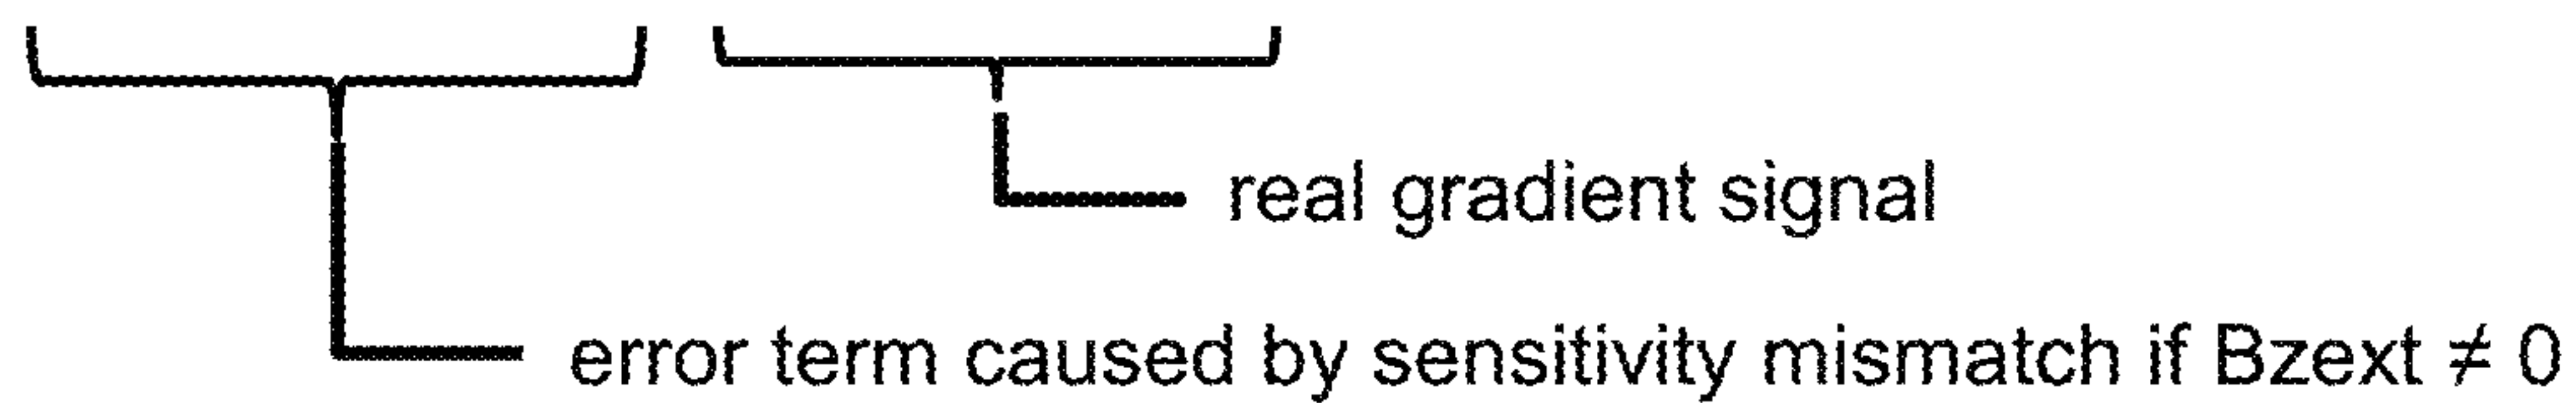 real gradient signal
error term caused by sensitivity mismatch if Bzext ≠ 0